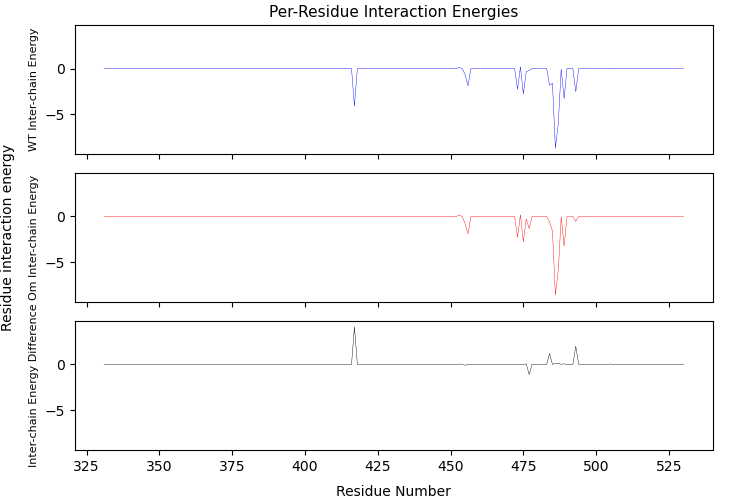 Per-Residue Interaction Energies
WT Inter-chain Energy
0
−5
Residue interaction energy
Om Inter-chain Energy
0
−5
Inter-chain Energy Difference
0
−5
325
350
375
400
425
450
475
500
525
Residue Number